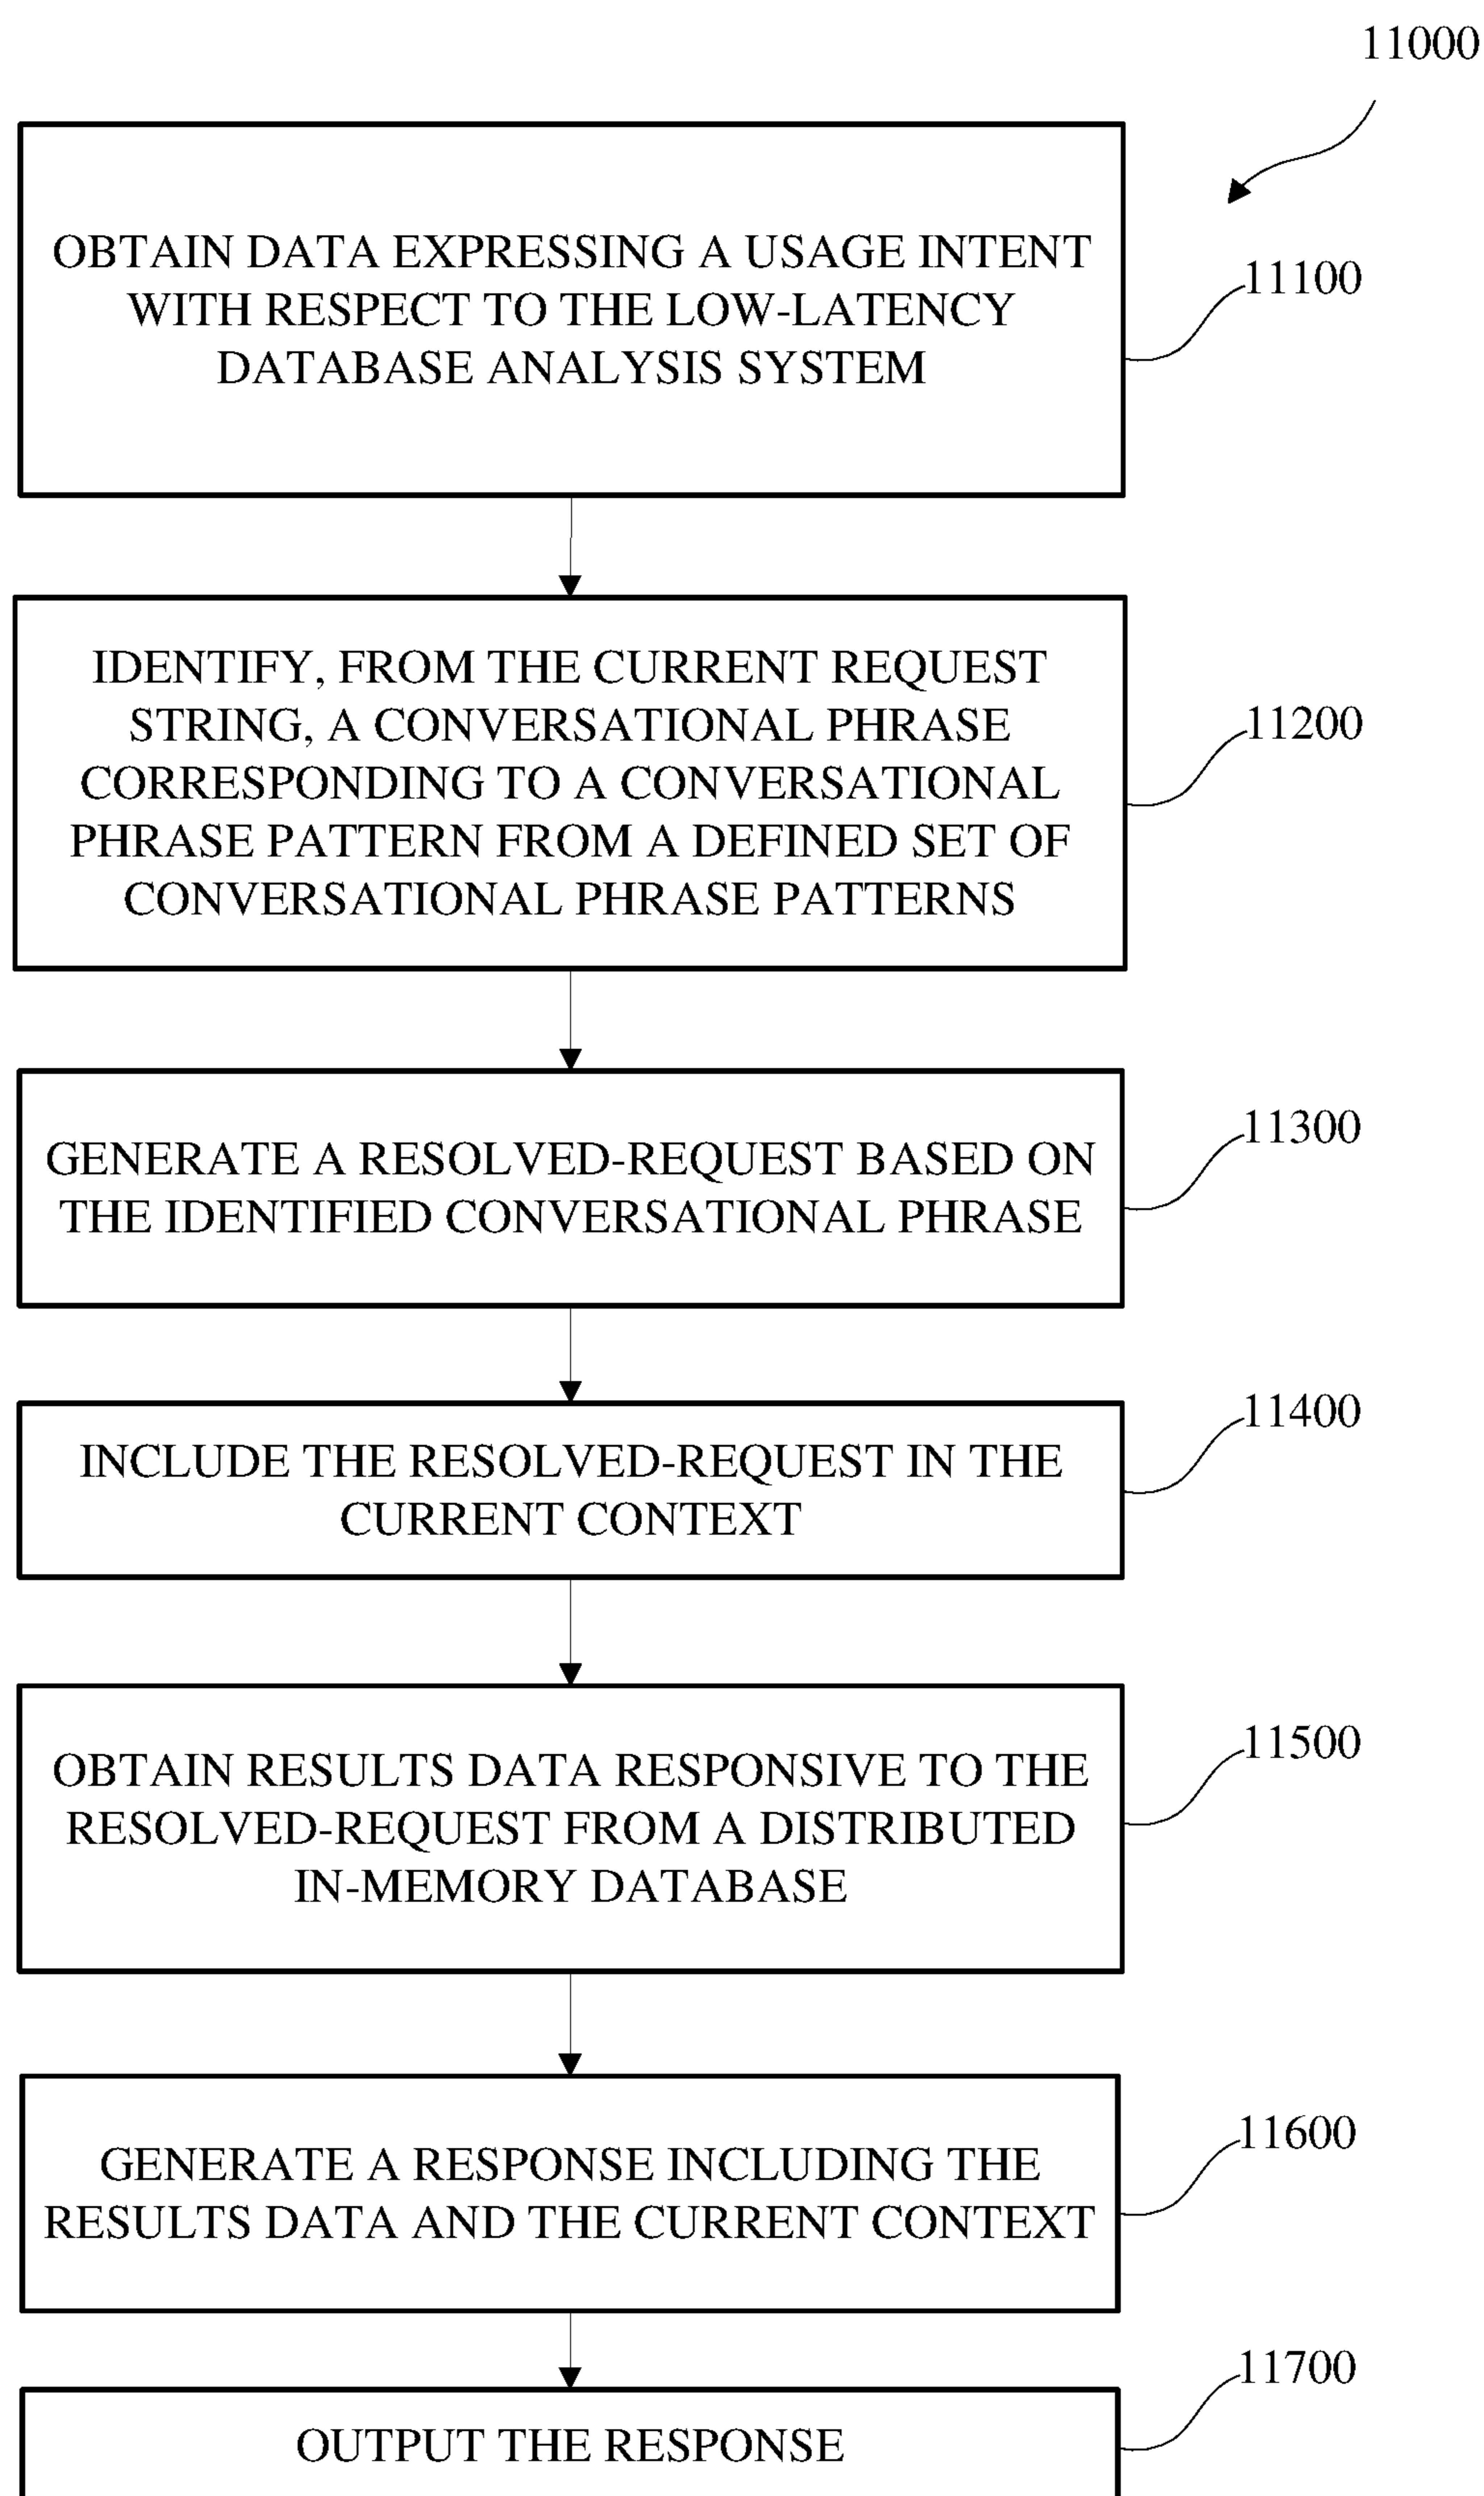 11000
OBTAIN DATA EXPRESSING A USAGE INTENT
WITH RESPECT TO THE LOW-LATENCY
DATABASE ANALYSIS SYSTEM
11100
IDENTIFY, FROM THE CURRENT REQUEST
STRING, A CONVERSATIONAL PHRASE
CORRESPONDING TO A CONVERSATIONAL
PHRASE PATTERN FROM A DEFINED SET OF
CONVERSATIONAL PHRASE PATTERNS
11200
GENERATE A RESOLVED-REQUEST BASED ON
THE IDENTIFIED CONVERSATIONAL PHRASE
11300
INCLUDE THE RESOLVED-REQUEST IN THE
CURRENT CONTEXT
11400
OBTAIN RESULTS DATA RESPONSIVE TO THE
RESOLVED-REQUEST FROM A DISTRIBUTED
IN-MEMORY DATABASE
11500
GENERATE A RESPONSE INCLUDING THE
RESULTS DATA AND THE CURRENT CONTEXT
11600
OUTPUT THE RESPONSE
11700